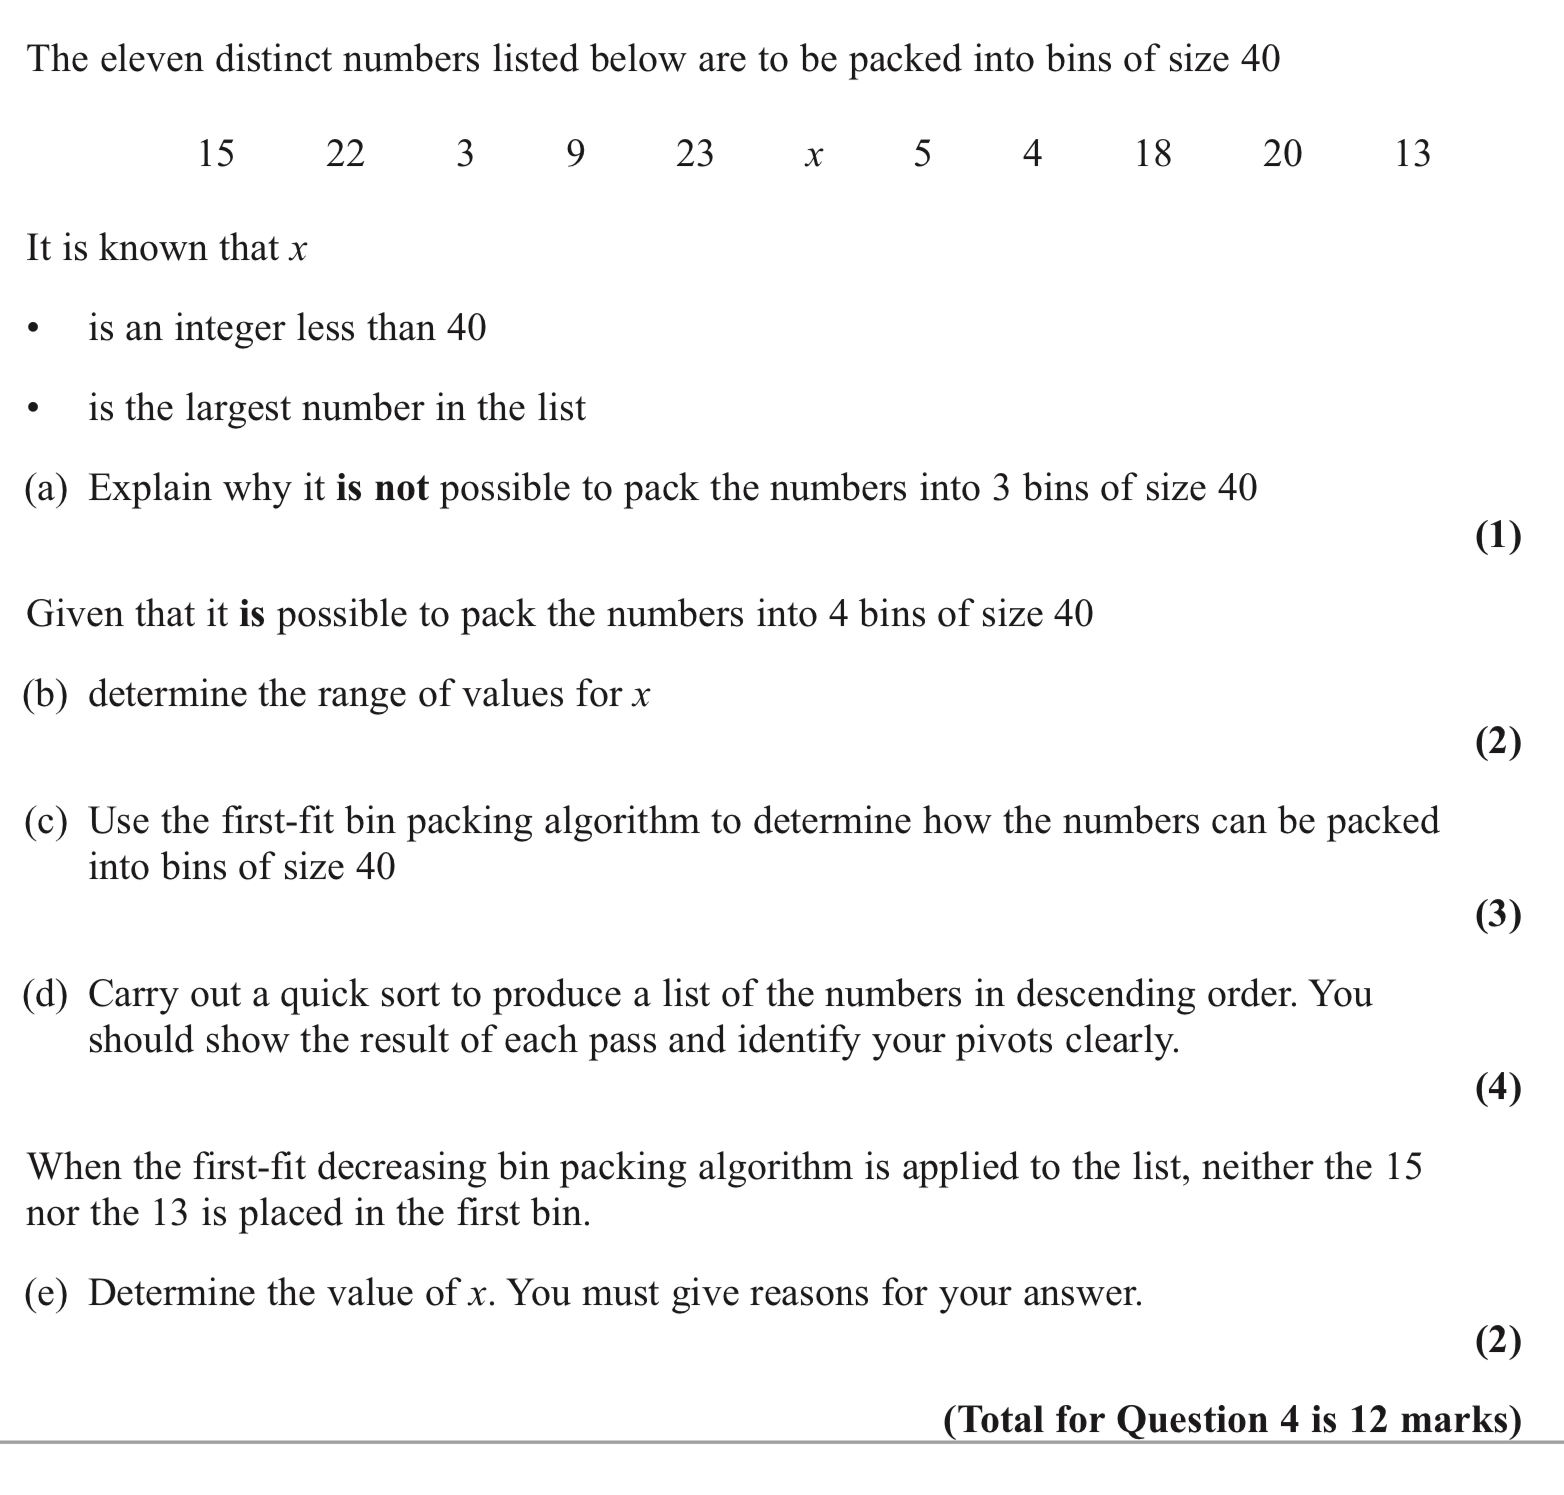 The eleven distinct numbers listed below are to be packed into bins of size 40
15 22 3 9 23 x 5 4 18 20 13
It is known that x
• is an integer less than 40
• is the largest number in the list
(a) Explain why it is not possible to pack the numbers into 3 bins of size 40
(1)
Given that it is possible to pack the numbers into 4 bins of size 40
(b) determine the range of values for x
(2)
(c) Use the first-fit bin packing algorithm to determine how the numbers can be packed
into bins of size 40
(3)
(d) Carry out a quick sort to produce a list of the numbers in descending order. You
should show the result of each pass and identify your pivots clearly.
(4)
When the first-fit decreasing bin packing algorithm is applied to the list, neither the 15
nor the 13 is placed in the first bin.
(e) Determine the value of x. You must give reasons for your answer.
(2)
(Total for Question 4 is 12 marks)